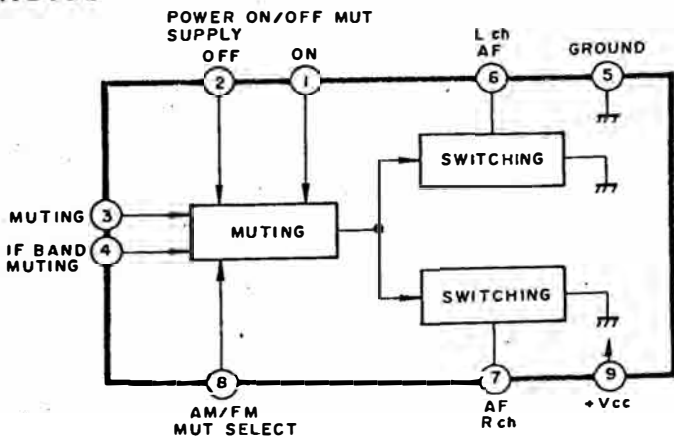 POWER ON/OFF MUT
SUPPLY
OFF
ON
L ch
AF
GROUND
2
1
6
5
SWITCHING
MUTING
3
IF BAND
MUTING
4
MUTING
SWITCHING
8
7
9
AM/FM
MUT SELECT
AF
R ch
+Vcc